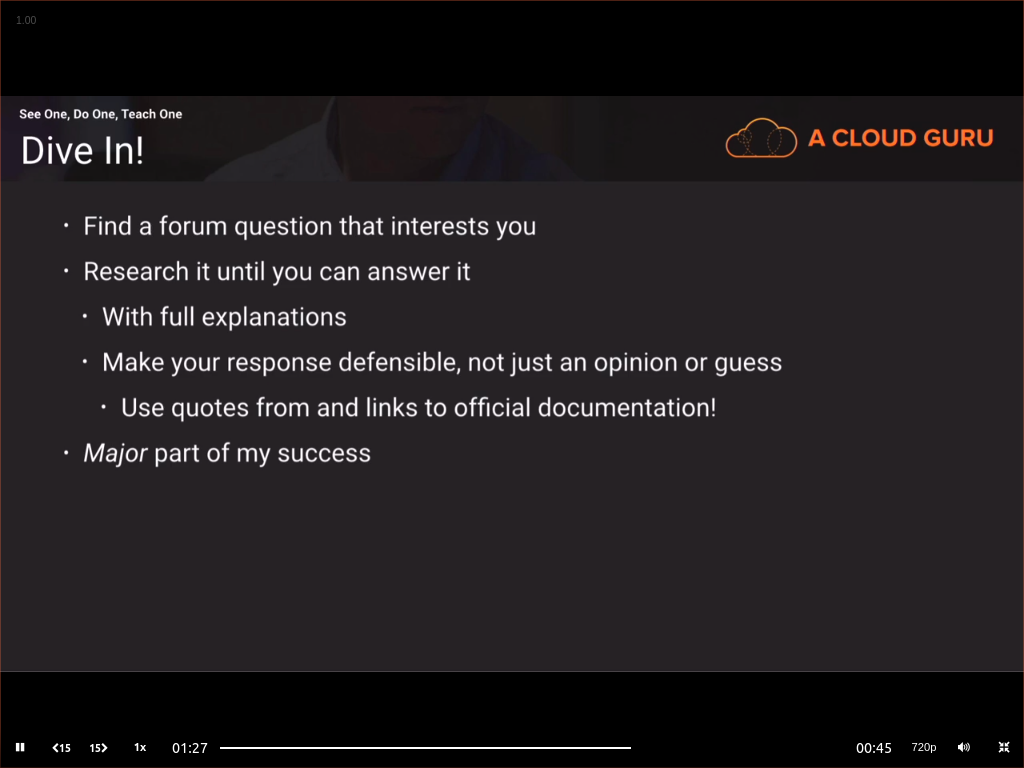 1.00
See One, Do One, Teach One
Dive In!
A CLOUD GURU
• Find a forum question that interests you
• Research it until you can answer it
• With full explanations
• Make your response defensible, not just an opinion or guess
• Use quotes from and links to official documentation!
• Major part of my success
15 15 1x 01:27 00:45 720p